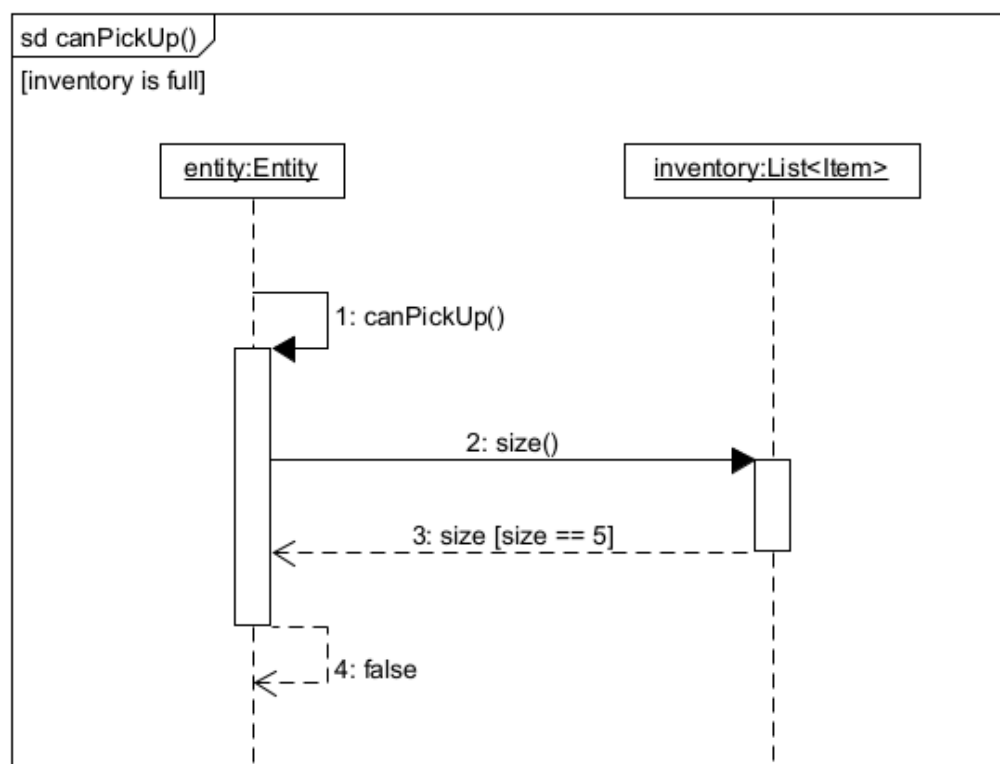 sd canPickUp()
[inventory is full]
entity:Entity
inventory:List<Item>
1: canPickUp()
2: size()
3: size [size == 5]
4: false